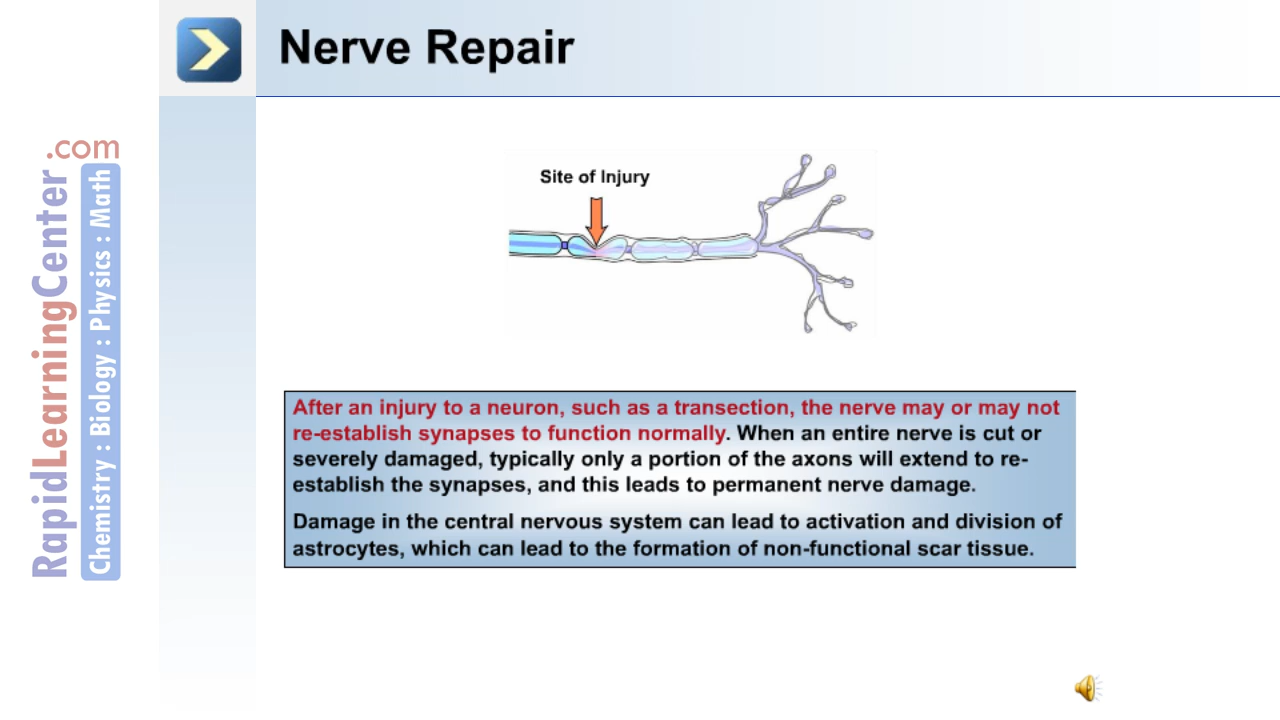 Nerve Repair
.com
RapidLearningCenter
Chemistry : Biology : Physics : Math
Site of Injury
After an injury to a neuron, such as a transection, the nerve may or may not
re-establish synapses to function normally. When an entire nerve is cut or
severely damaged, typically only a portion of the axons will extend to re-
establish the synapses, and this leads to permanent nerve damage.
Damage in the central nervous system can lead to activation and division of
astrocytes, which can lead to the formation of non-functional scar tissue.